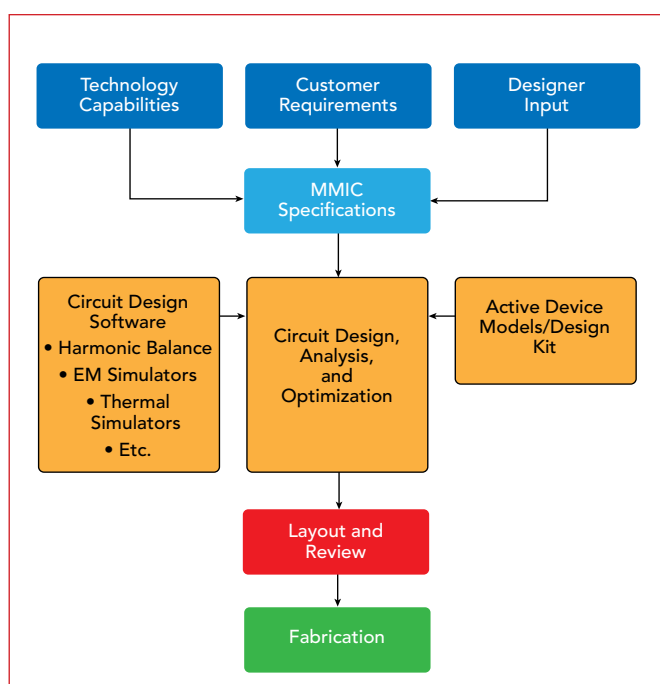 Technology
Capabilities
Customer
Requirements
Designer
Input
MMIC
Specifications
Circuit Design
Software
• Harmonic Balance
• EM Simulators
• Thermal
Simulators
• Etc.
Circuit Design,
Analysis,
and
Optimization
Active Device
Models/Design
Kit
Layout and
Review
Fabrication